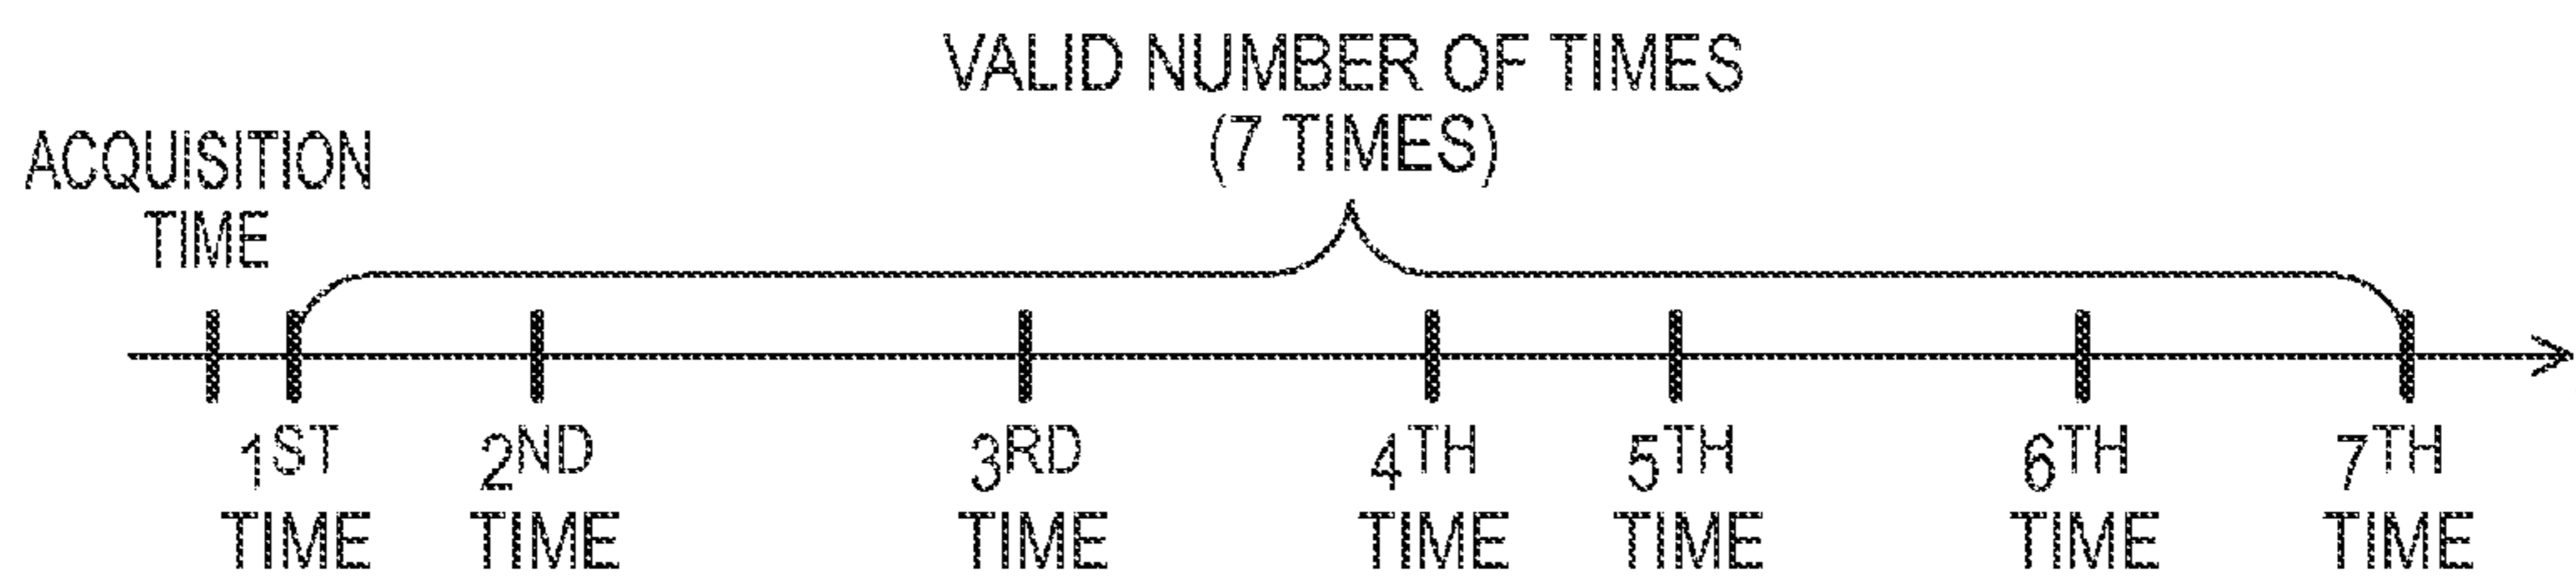 VALID NUMBER OF TIMES
(7 TIMES)
ACQUISITION
TIME
1ST 2ND 3RD 4TH 5TH 6TH 7TH
TIME TIME TIME TIME TIME TIME TIME